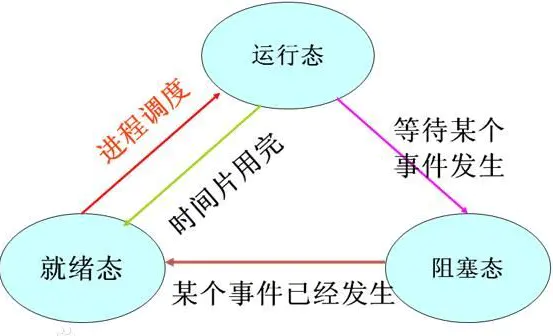 运行态
进程调度
时间片用完
等待某个
事件发生
就绪态
阻塞态
某个事件已经发生